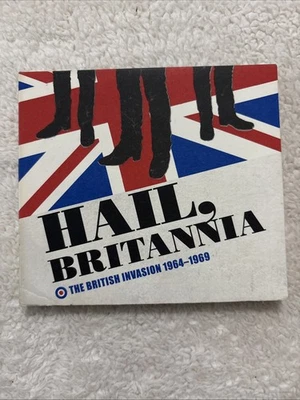 HAIL,
BRITANNIA
THE BRITISH INVASION 1964–1969